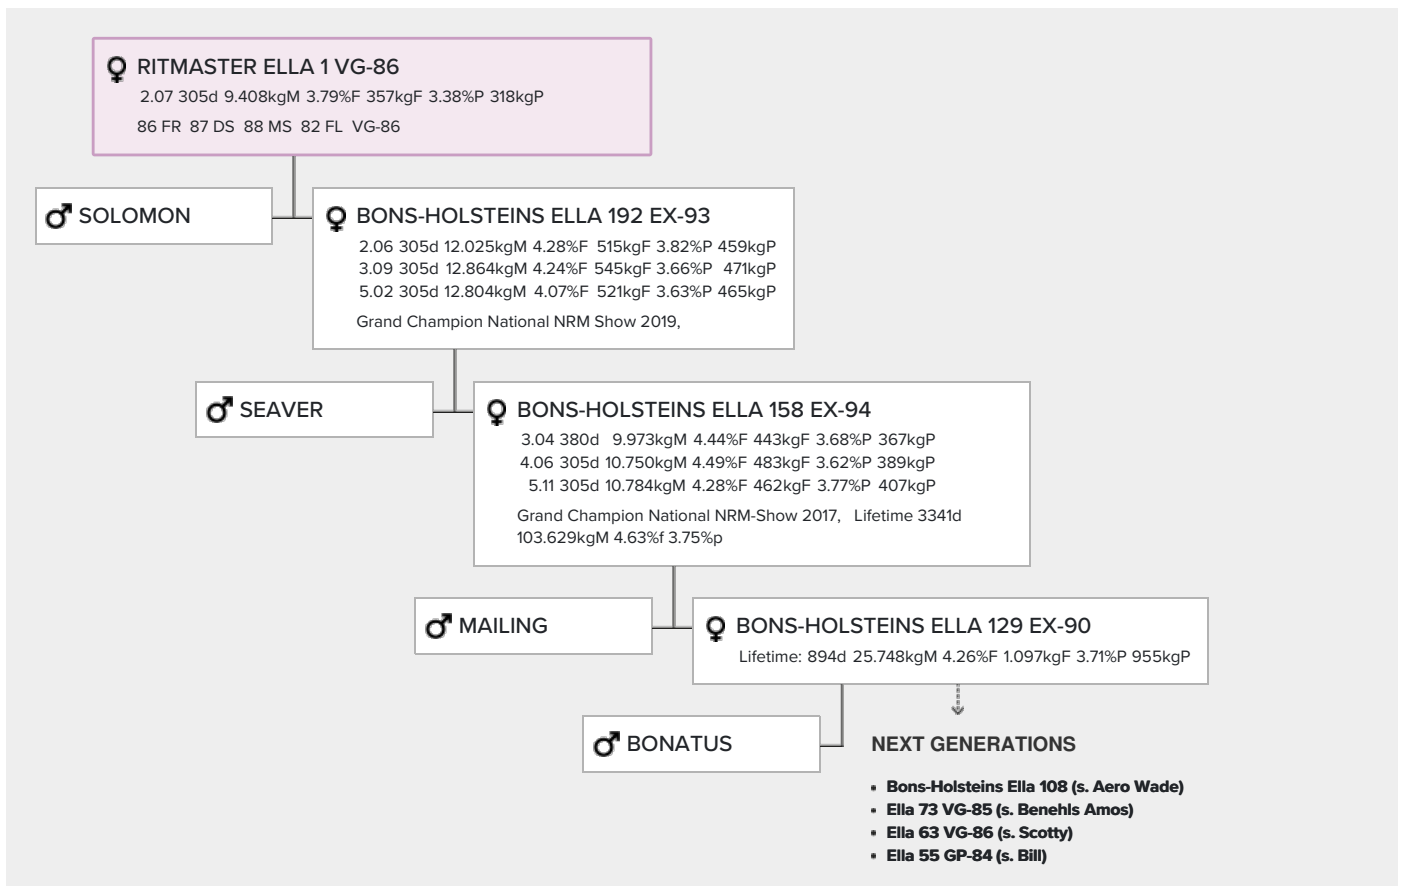 RITMASTER ELLA 1 VG-86
2.07 305d 9.408kgM 3.79%F 357kgF 3.38%P 318kgP
86 FR 87 DS 88 MS 82 FL VG-86
SOLOMON
BONS-HOLSTEINS ELLA 192 EX-93
2.06 305d 12.025kgM 4.28%F 515kgF 3.82%P 459kgP
3.09 305d 12.864kgM 4.24%F 545kgF 3.66%P 471kgP
5.02 305d 12.804kgM 4.07%F 521kgF 3.63%P 465kgP
Grand Champion National NRM Show 2019,
SEAVER
BONS-HOLSTEINS ELLA 158 EX-94
3.04 380d 9.973kgM 4.44%F 443kgF 3.68%P 367kgP
4.06 305d 10.750kgM 4.49%F 483kgF 3.62%P 389kgP
5.11 305d 10.784kgM 4.28%F 462kgF 3.77%P 407kgP
Grand Champion National NRM-Show 2017, Lifetime 3341d
103.629kgM 4.63%f 3.75%p
MAILING
BONS-HOLSTEINS ELLA 129 EX-90
Lifetime: 894d 25.748kgM 4.26%F 1.097kgF 3.71%P 955kgP
BONATUS
NEXT GENERATIONS
• Bons-Holsteins Ella 108 (s. Aero Wade)
• Ella 73 VG-85 (s. Benehls Amos)
• Ella 63 VG-86 (s. Scotty)
• Ella 55 GP-84 (s. Bill)